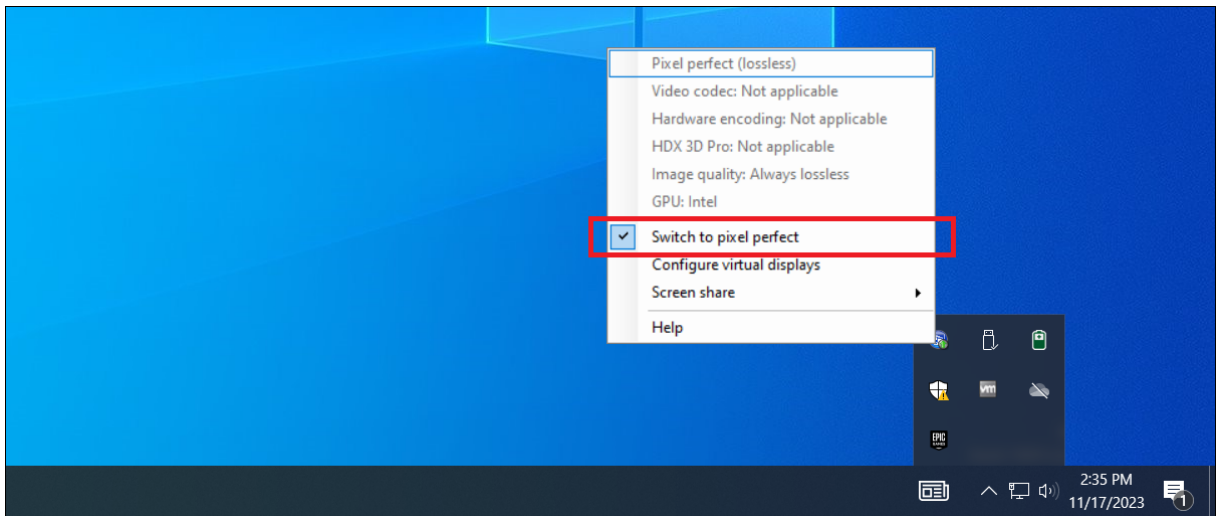 Pixel perfect (lossless)
Video codec: Not applicable
Hardware encoding: Not applicable
HDX 3D Pro: Not applicable
Image quality: Always lossless
GPU: Intel
Switch to pixel perfect
Configure virtual displays
Screen share
Help
vm
EPIC
GAMES
2:35 PM
11/17/2023
1